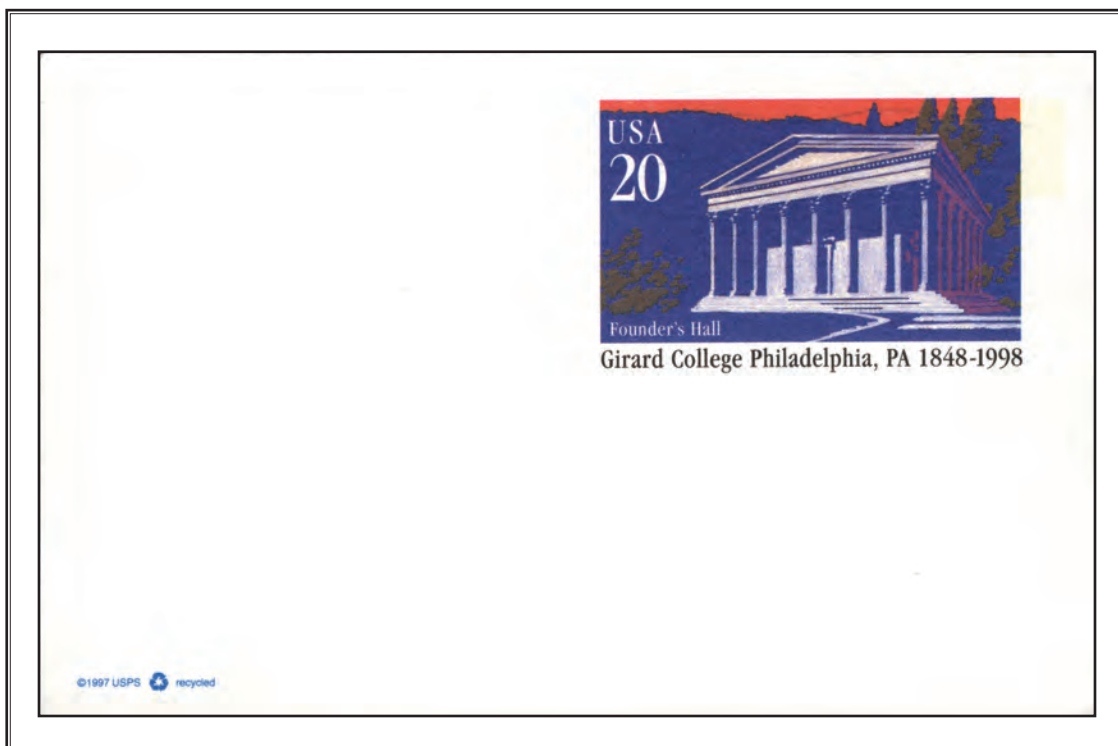 USA
20
Founder's Hall
Girard College Philadelphia, PA 1848-1998
©1997 USPS recycled